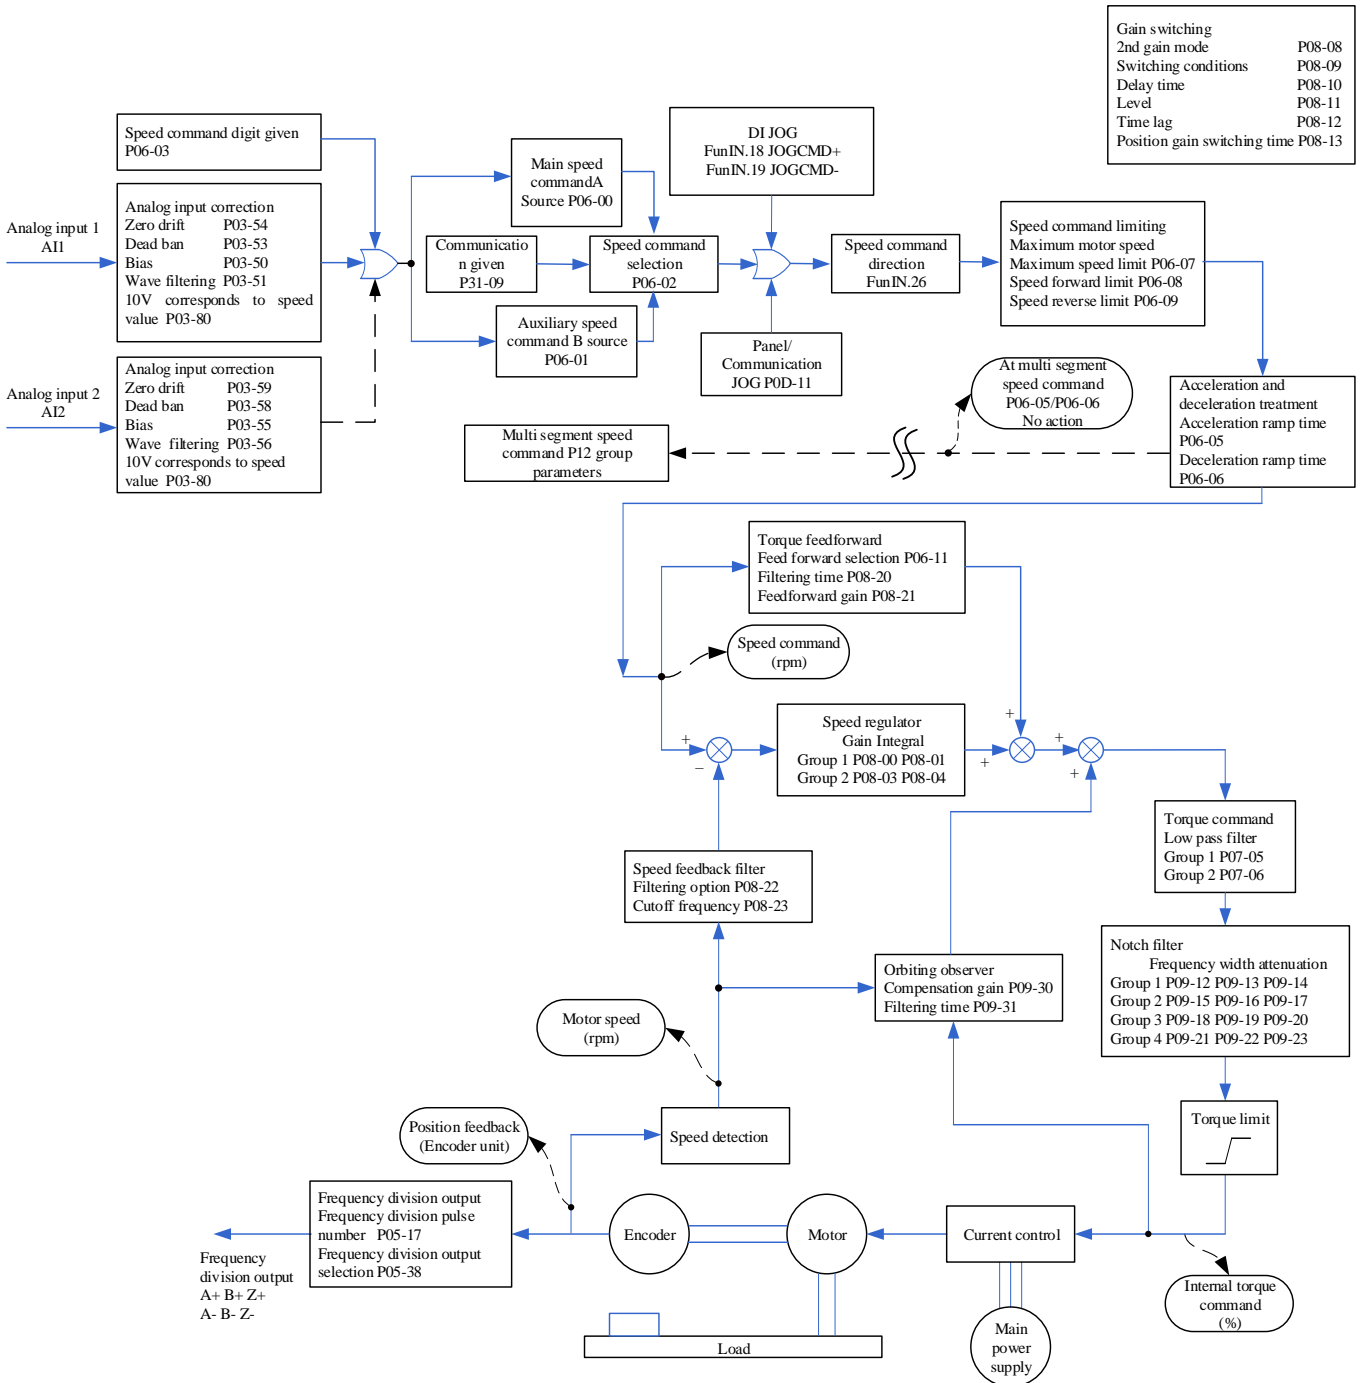 Gain switching
2nd gain mode P08-08
Switching conditions P08-09
Delay time P08-10
Level P08-11
Time lag P08-12
Position gain switching time P08-13
Speed command digit given
P06-03
Analog input 1
AI1
Analog input correction
Zero drift P03-54
Dead ban P03-53
Bias P03-50
Wave filtering P03-51
10V corresponds to speed
value P03-80
Analog input 2
AI2
Analog input correction
Zero drift P03-59
Dead ban P03-58
Bias P03-55
Wave filtering P03-56
10V corresponds to speed
value P03-80
Main speed
commandA
Source P06-00
Communicatio
n given
P31-09
Speed command
selection
P06-02
Auxiliary speed
command B source
P06-01
DI JOG
FunIN.18 JOGCMD+
FunIN.19 JOGCMD-
Panel/
Communication
JOG P0D-11
Speed command
direction
FunIN.26
Speed command limiting
Maximum motor speed
Maximum speed limit P06-07
Speed forward limit P06-08
Speed reverse limit P06-09
At multi segment
speed command
P06-05/P06-06
No action
Acceleration and
deceleration treatment
Acceleration ramp time
P06-05
Deceleration ramp time
P06-06
Multi segment speed
command P12 group
parameters
Torque feedforward
Feed forward selection P06-11
Filtering time P08-20
Feedforward gain P08-21
Speed command
(rpm)
Speed regulator
Gain Integral
Group 1 P08-00 P08-01
Group 2 P08-03 P08-04
+
−
+
+
+
+
Torque command
Low pass filter
Group 1 P07-05
Group 2 P07-06
Speed feedback filter
Filtering option P08-22
Cutoff frequency P08-23
Notch filter
Frequency width attenuation
Group 1 P09-12 P09-13 P09-14
Group 2 P09-15 P09-16 P09-17
Group 3 P09-18 P09-19 P09-20
Group 4 P09-21 P09-22 P09-23
Orbiting observer
Compensation gain P09-30
Filtering time P09-31
Motor speed
(rpm)
Torque limit
Position feedback
(Encoder unit)
Speed detection
Frequency division output
Frequency division pulse
number P05-17
Frequency division output
selection P05-38
Encoder
Motor
Current control
Frequency
division output
A+ B+ Z+
A- B- Z-
Internal torque
command
(%)
Main
power
supply
Load